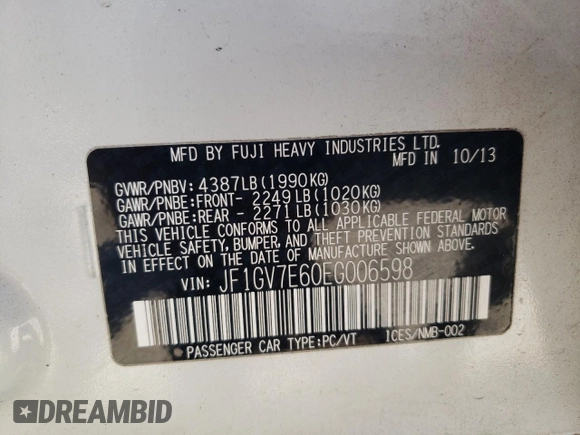 MFD BY FUJI HEAVY INDUSTRIES LTD.
MFD IN 10/13
GVWR/PNBV: 4387LB(1990KG)
GAWR/PNBE:FRONT- 2249LB(1020KG)
GAWR/PNBE:REAR - 2271LB(1030KG)
THIS VEHICLE CONFORMS TO ALL APPLICABLE FEDERAL MOTOR
VEHICLE SAFETY, BUMPER, AND THEFT PREVENTION STANDARDS
IN EFFECT ON THE DATE OF MANUFACTURE SHOWN ABOVE.
VIN: JF1GV7E60EG006598
PASSENGER CAR TYPE:PC/VT ICES/NMB-002
DREAMBID
DREAMBID.COM